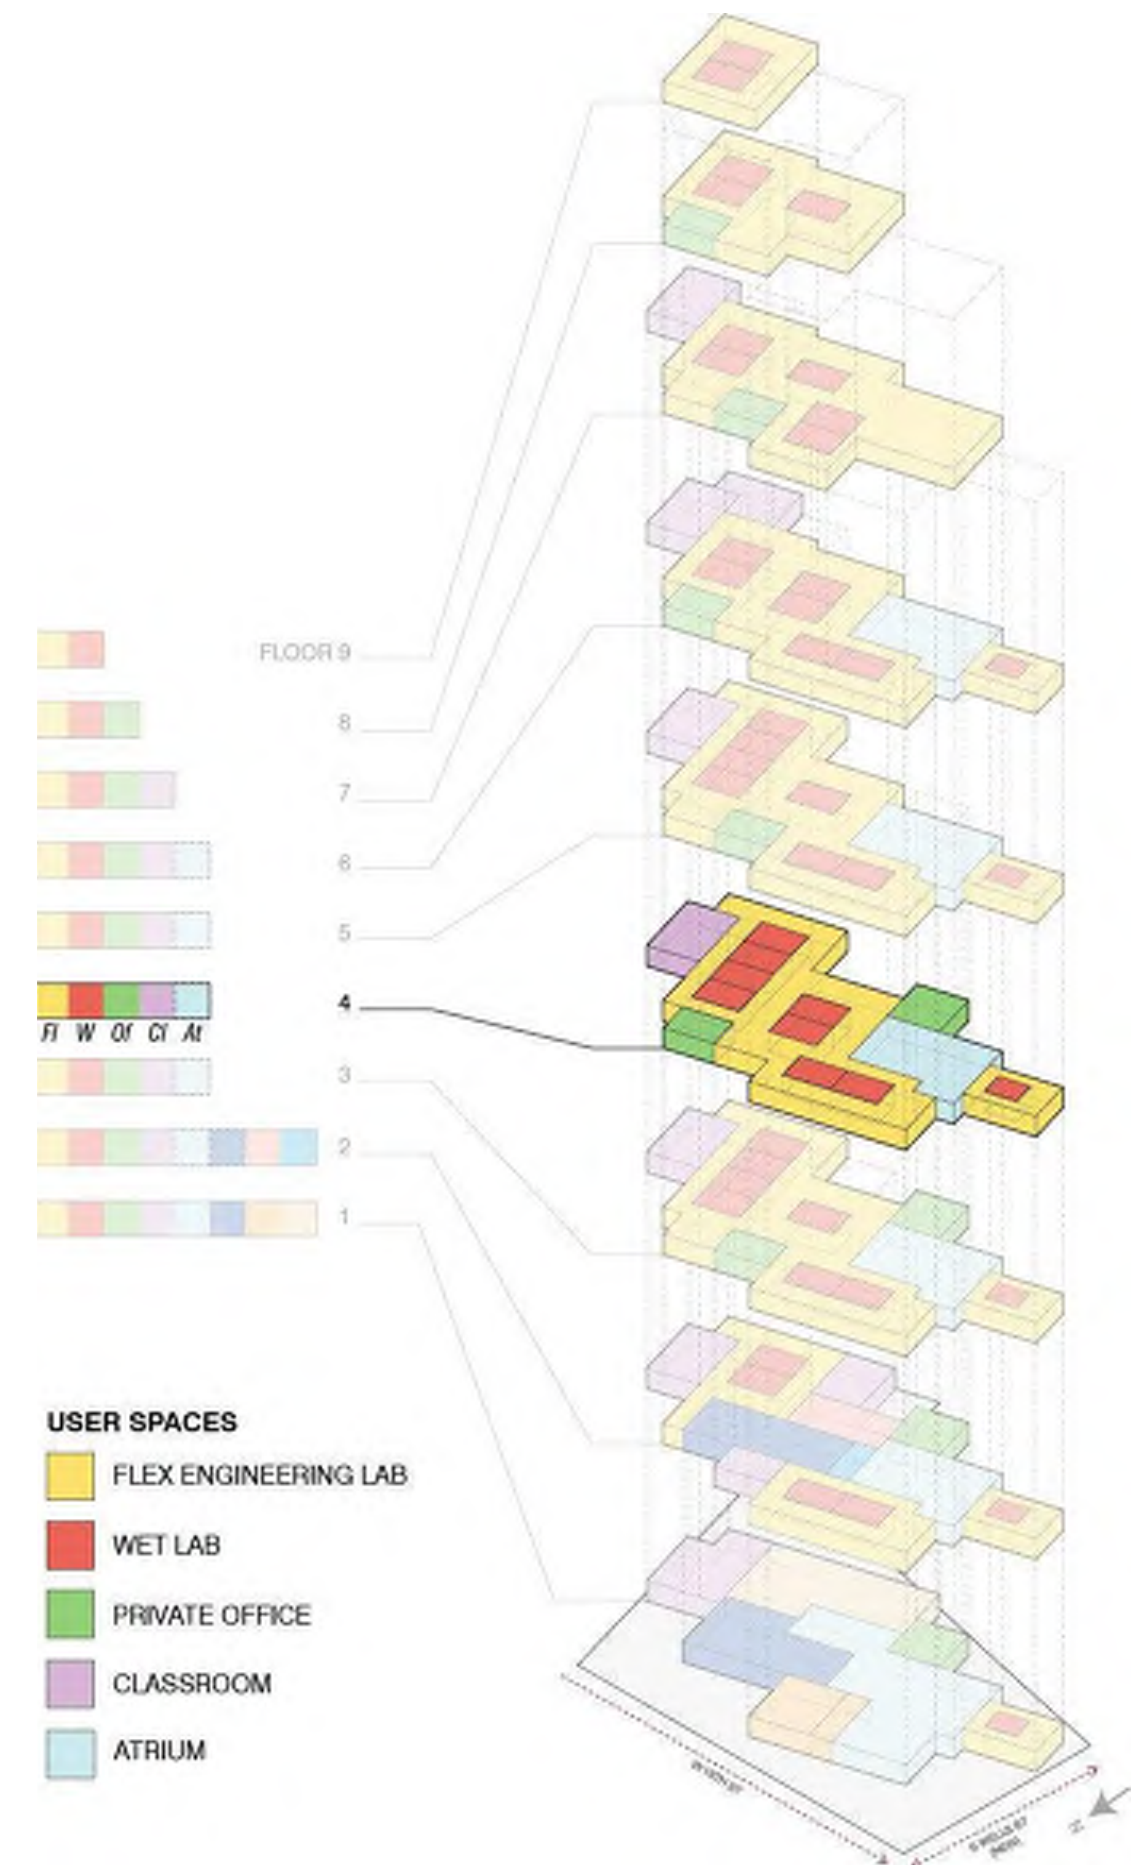 FLOOR 9
8
7
6
5
4
Fl W Of Cl At
3
2
1
USER SPACES
FLEX ENGINEERING LAB
WET LAB
PRIVATE OFFICE
CLASSROOM
ATRIUM
N